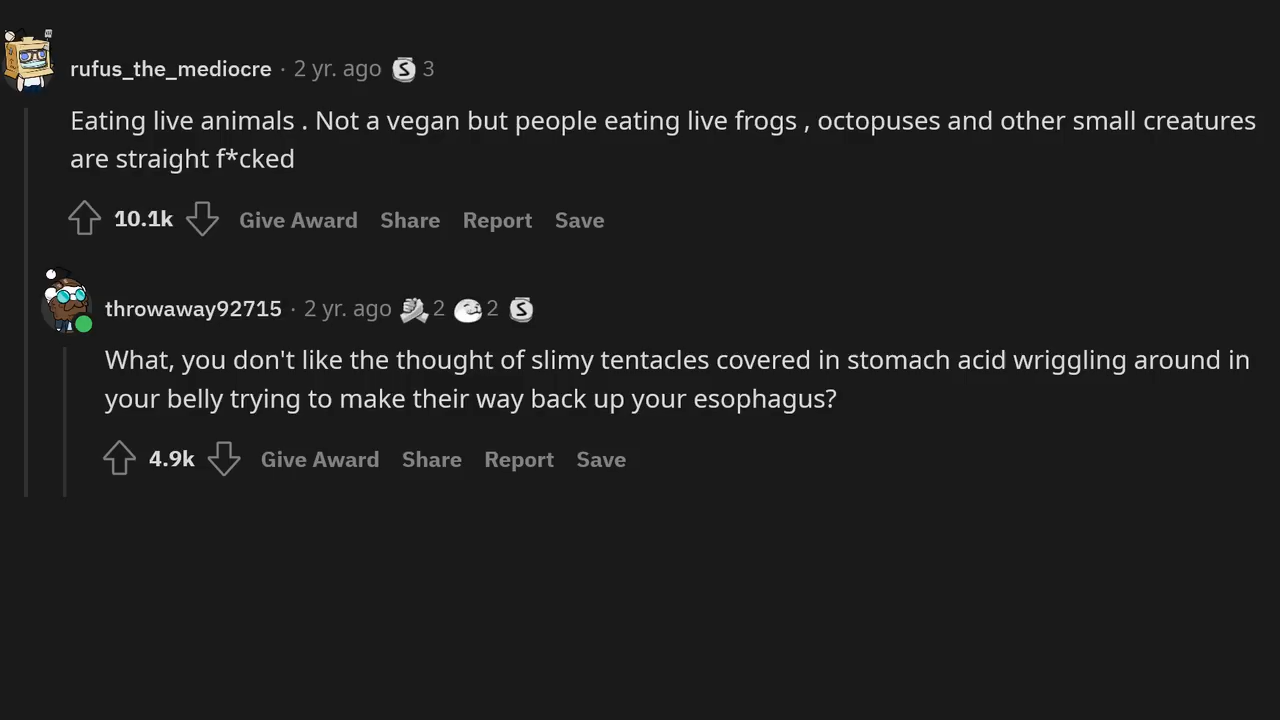 rufus_the_mediocre · 2 yr. ago S 3
Eating live animals . Not a vegan but people eating live frogs , octopuses and other small creatures
are straight f*cked
10.1k Give Award Share Report Save
throwaway92715 · 2 yr. ago 2 2 S
What, you don't like the thought of slimy tentacles covered in stomach acid wriggling around in
your belly trying to make their way back up your esophagus?
4.9k Give Award Share Report Save